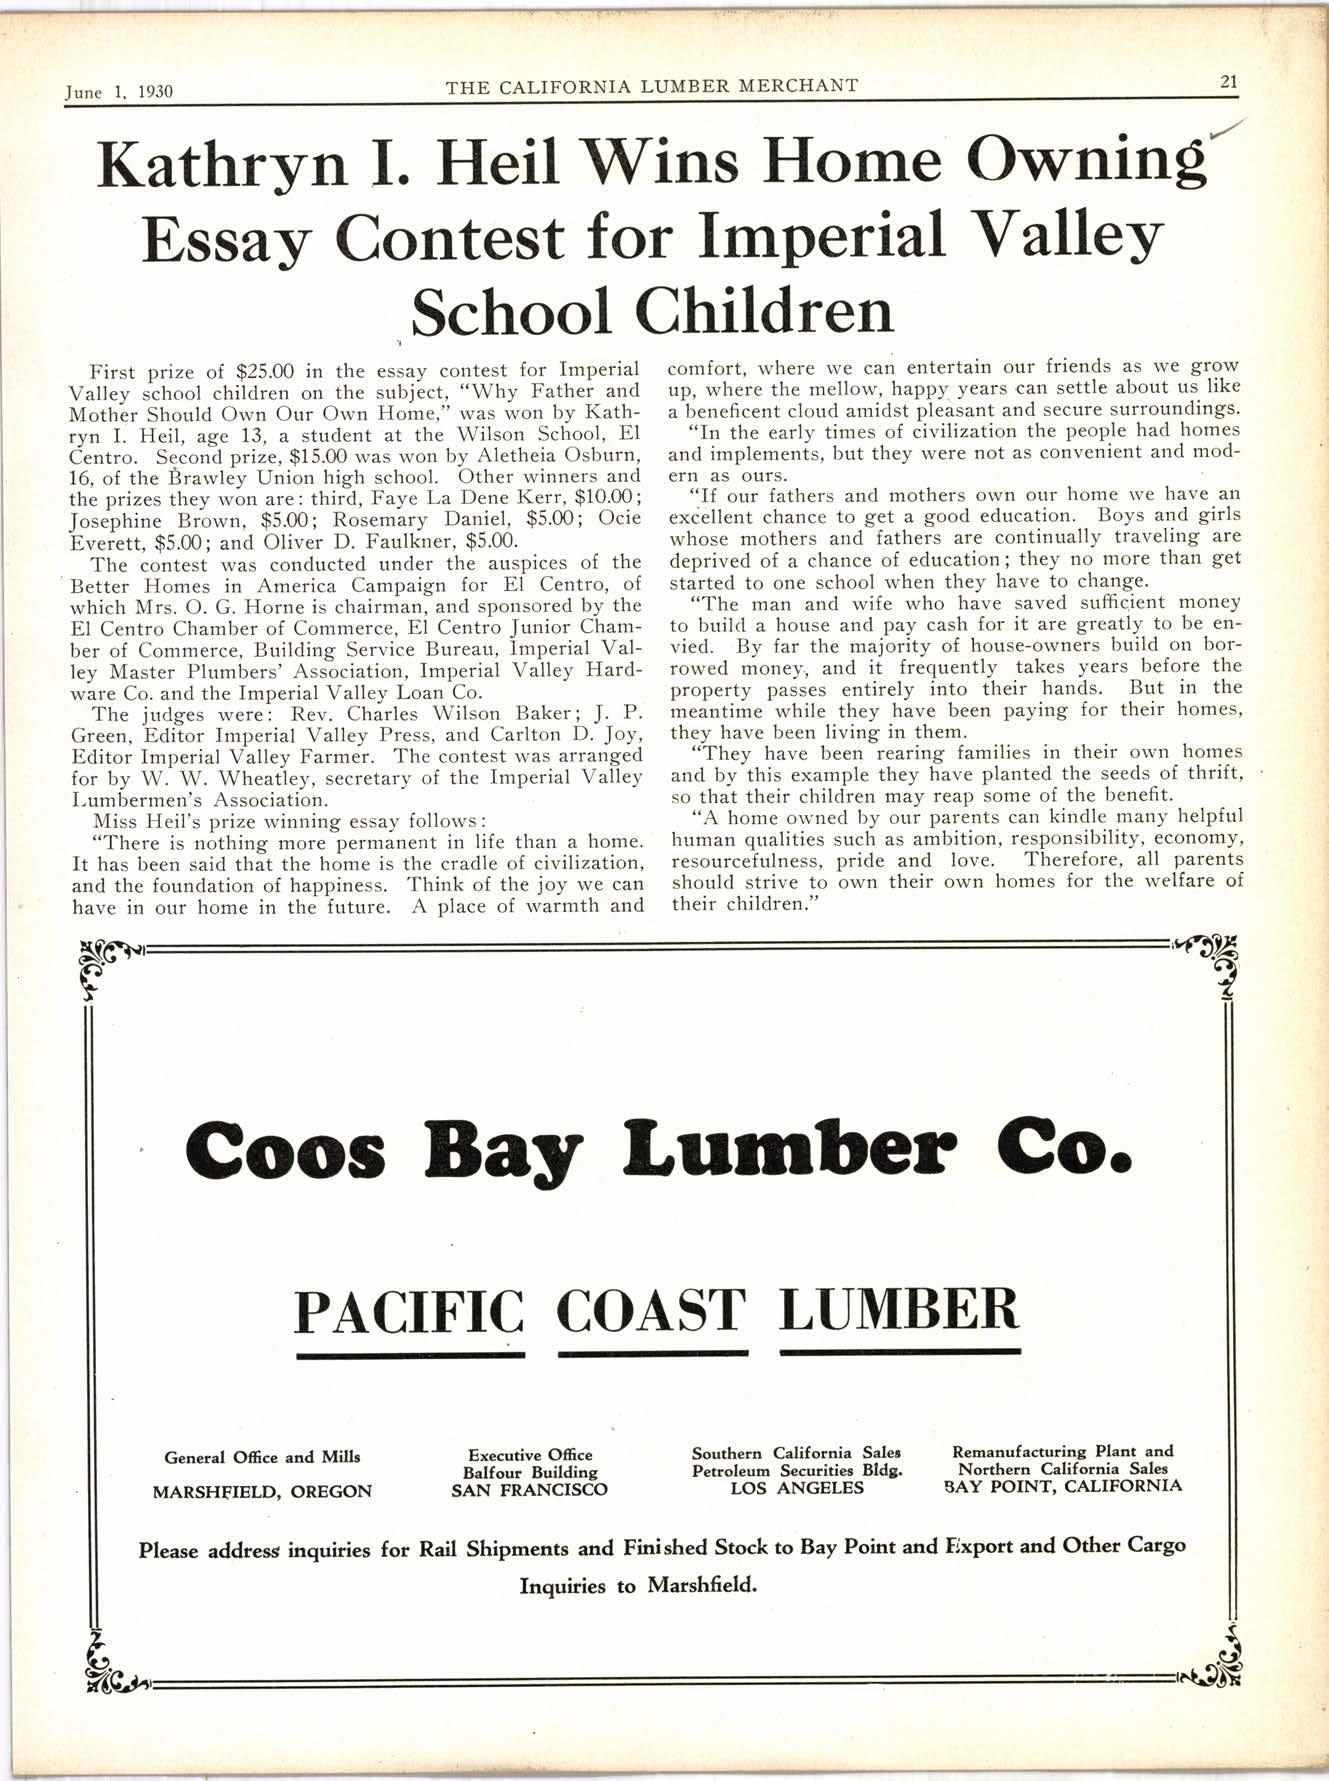 June 1, 1930
THE CALIFORNIA LUMBER MERCHANT
21
Kathryn I. Heil Wins Home Owning
Essay Contest for Imperial Valley
School Children
First prize of $25.00 in the essay contest for Imperial
Valley school children on the subject, “Why Father and
Mother Should Own Our Own Home,” was won by Kath-
ryn I. Heil, age 13, a student at the Wilson School, El
Centro. Second prize, $15.00 was won by Aletheia Osburn,
16, of the Brawley Union high school. Other winners and
the prizes they won are: third, Faye La Dene Kerr, $10.00;
Josephine Brown, $5.00; Rosemary Daniel, $5.00; Ocie
Everett, $5.00; and Oliver D. Faulkner, $5.00.
The contest was conducted under the auspices of the
Better Homes in America Campaign for El Centro, of
which Mrs. O. G. Horne is chairman, and sponsored by the
El Centro Chamber of Commerce, El Centro Junior Cham-
ber of Commerce, Building Service Bureau, Imperial Val-
ley Master Plumbers’ Association, Imperial Valley Hard-
ware Co. and the Imperial Valley Loan Co.
The judges were: Rev. Charles Wilson Baker; J. P.
Green, Editor Imperial Valley Press, and Carlton D. Joy,
Editor Imperial Valley Farmer. The contest was arranged
for by W. W. Wheatley, secretary of the Imperial Valley
Lumbermen’s Association.
Miss Heil’s prize winning essay follows:
“There is nothing more permanent in life than a home.
It has been said that the home is the cradle of civilization,
and the foundation of happiness. Think of the joy we can
have in our home in the future. A place of warmth and
comfort, where we can entertain our friends as we grow
up, where the mellow, happy years can settle about us like
a beneficent cloud amidst pleasant and secure surroundings.
“In the early times of civilization the people had homes
and implements, but they were not as convenient and mod-
ern as ours.
“If our fathers and mothers own our home we have an
excellent chance to get a good education. Boys and girls
whose mothers and fathers are continually traveling are
deprived of a chance of education; they no more than get
started to one school when they have to change.
“The man and wife who have saved sufficient money
to build a house and pay cash for it are greatly to be en-
vied. By far the majority of house-owners build on bor-
rowed money, and it frequently takes years before the
property passes entirely into their hands. But in the
meantime while they have been paying for their homes,
they have been living in them.
“They have been rearing families in their own homes
and by this example they have planted the seeds of thrift,
so that their children may reap some of the benefit.
“A home owned by our parents can kindle many helpful
human qualities such as ambition, responsibility, economy,
resourcefulness, pride and love. Therefore, all parents
should strive to own their own homes for the welfare of
their children.”
Coos Bay Lumber Co.
PACIFIC COAST LUMBER
General Office and Mills
MARSHFIELD, OREGON
Executive Office
Balfour Building
SAN FRANCISCO
Southern California Sales
Petroleum Securities Bldg.
LOS ANGELES
Remanufacturing Plant and
Northern California Sales
BAY POINT, CALIFORNIA
Please address inquiries for Rail Shipments and Finished Stock to Bay Point and Export and Other Cargo
Inquiries to Marshfield.